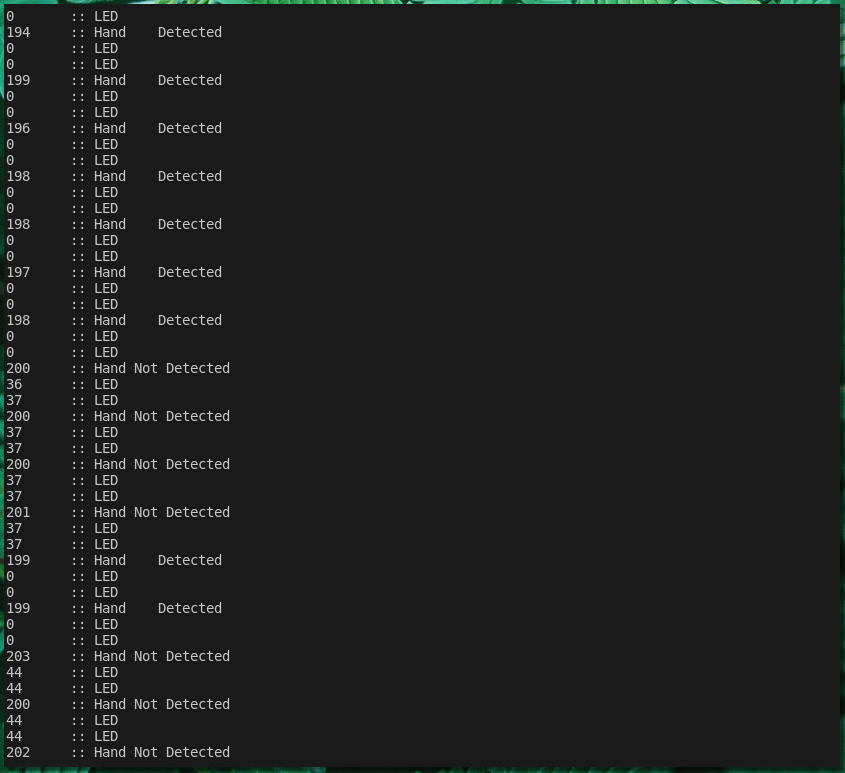 0       :: LED
194     :: Hand    Detected
0       :: LED
0       :: LED
199     :: Hand    Detected
0       :: LED
0       :: LED
196     :: Hand    Detected
0       :: LED
0       :: LED
198     :: Hand    Detected
0       :: LED
0       :: LED
198     :: Hand    Detected
0       :: LED
0       :: LED
197     :: Hand    Detected
0       :: LED
0       :: LED
198     :: Hand    Detected
0       :: LED
0       :: LED
200     :: Hand Not Detected
36      :: LED
37      :: LED
200     :: Hand Not Detected
37      :: LED
37      :: LED
200     :: Hand Not Detected
37      :: LED
37      :: LED
201     :: Hand Not Detected
37      :: LED
37      :: LED
199     :: Hand    Detected
0       :: LED
0       :: LED
199     :: Hand    Detected
0       :: LED
0       :: LED
203     :: Hand Not Detected
44      :: LED
44      :: LED
200     :: Hand Not Detected
44      :: LED
44      :: LED
202     :: Hand Not Detected